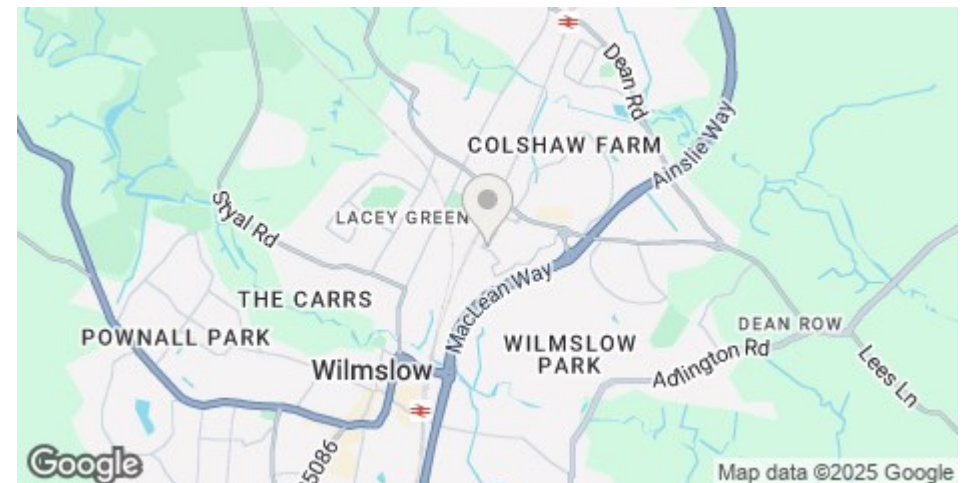 Dean Rd
COLSHAW FARM
Ainslie Way
LACEY GREEN
Styal Rd
MacLean Way
THE CARRS
POWNALL PARK
WILMSLOW
PARK
DEAN ROW
Wilmslow
Adlington Rd
Lees Ln
Google
Map data ©2025 Google